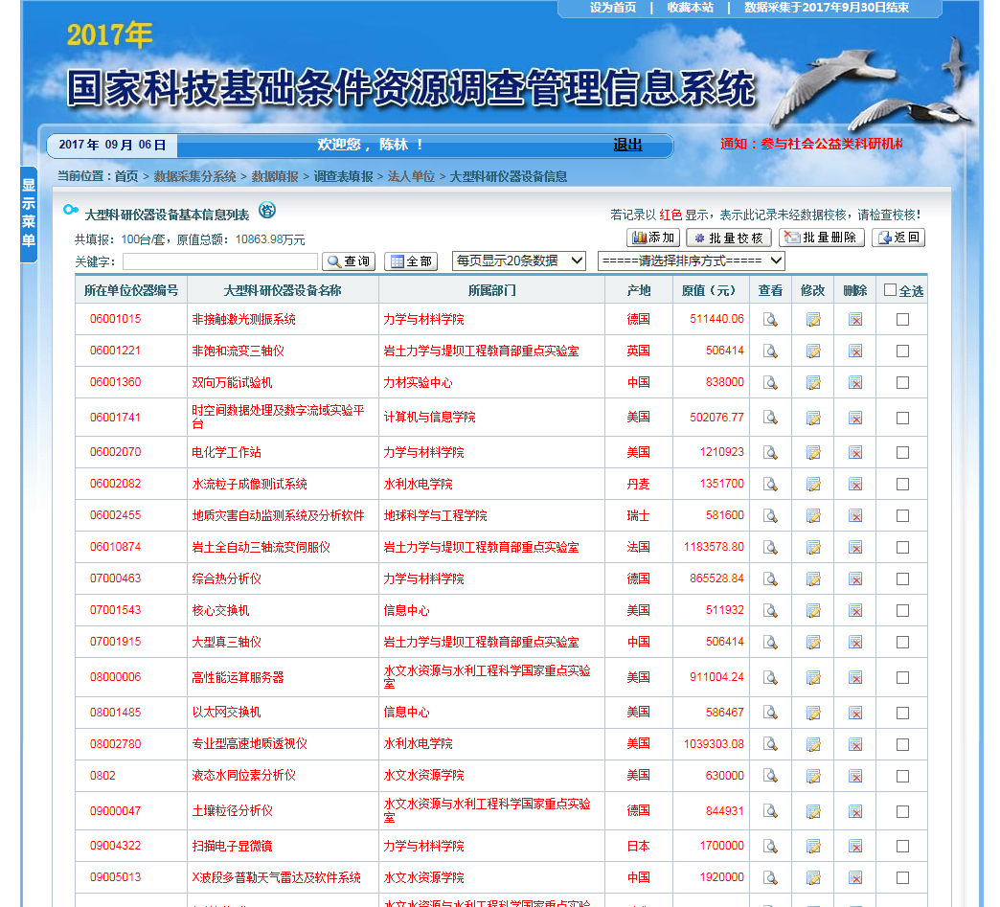 设为首页 | 收藏本站 | 数据采集于2017年9月30日结束
2017年
国家科技基础条件资源调查管理信息系统
2017 年 09 月 06 日 欢迎您， 陈林 ！ 退出 通知：参与社会公益类科研机构
显示菜单
当前位置：首页 > 数据采集分系统 > 数据填报 > 调查表填报 > 法人单位 > 大型科研仪器设备信息
大型科研仪器设备基本信息列表 若记录以 红色 显示，表示此记录未经数据校核，请检查校核！
共填报：100台/套，原值总额：10863.98万元 添加 批量校核 批量删除 返回
关键字： 查询 全部 每页显示20条数据 =====请选择排序方式=====
所在单位仪器编号 大型科研仪器设备名称 所属部门 产地 原值（元） 查看 修改 删除 全选
06001015 非接触激光测振系统 力学与材料学院 德国 511440.06
06001221 非饱和流变三轴仪 岩土力学与堤坝工程教育部重点实验室 英国 506414
06001360 双向万能试验机 力材实验中心 中国 838000
06001741 时空间数据处理及数字流域实验平台 计算机与信息学院 美国 502076.77
06002070 电化学工作站 力学与材料学院 美国 1210923
06002082 水流粒子成像测试系统 水利水电学院 丹麦 1351700
06002455 地质灾害自动监测系统及分析软件 地球科学与工程学院 瑞士 581600
06010874 岩土全自动三轴流变伺服仪 岩土力学与堤坝工程教育部重点实验室 法国 1183578.80
07000463 综合热分析仪 力学与材料学院 德国 865528.84
07001543 核心交换机 信息中心 美国 511932
07001915 大型真三轴仪 岩土力学与堤坝工程教育部重点实验室 中国 506414
08000006 高性能运算服务器 水文水资源与水利工程科学国家重点实验室 美国 911004.24
08001485 以太网交换机 信息中心 美国 586467
08002780 专业型高速地质透视仪 水利水电学院 美国 1039303.08
0802 液态水同位素分析仪 水文水资源学院 美国 630000
09000047 土壤粒径分析仪 水文水资源与水利工程科学国家重点实验室 德国 844931
09004322 扫描电子显微镜 力学与材料学院 日本 1700000
09005013 X波段多普勒天气雷达及软件系统 水文水资源学院 中国 1920000
水文水资源与水利工程科学国家重点实验